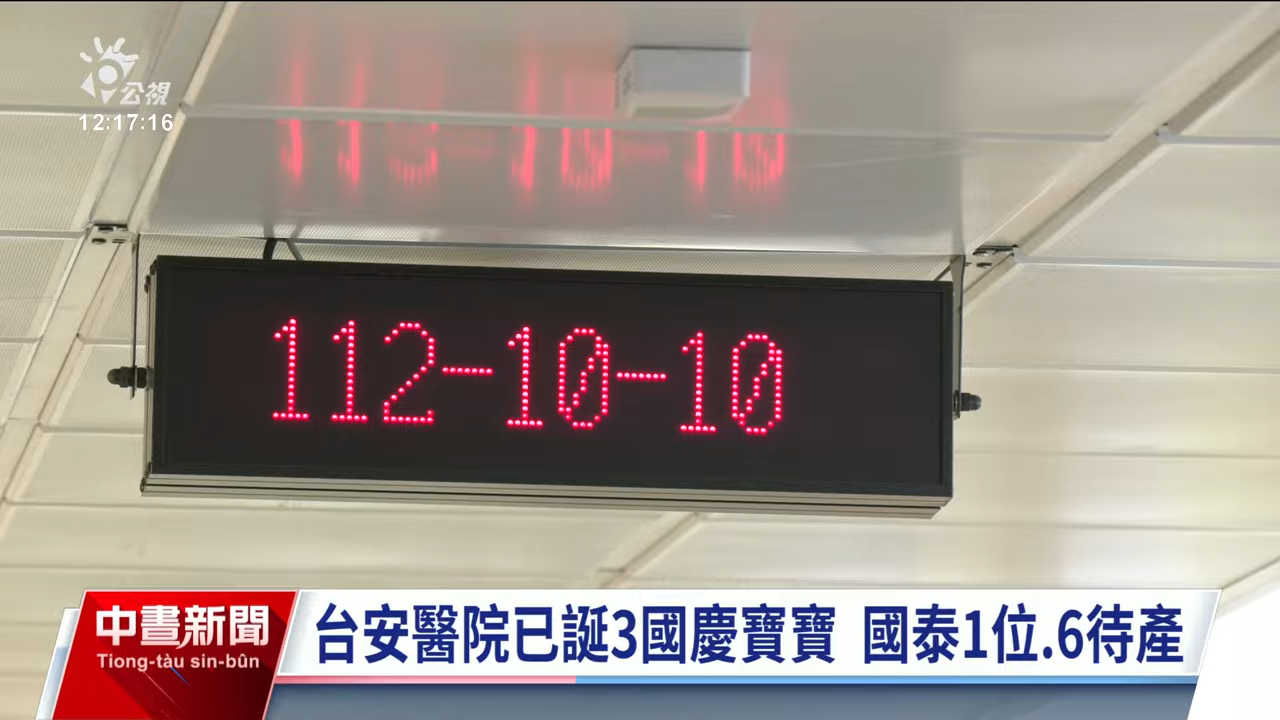 公視
12:17:16
112-10-10
中晝新聞
Tiong-tàu sin-bûn
台安醫院已誕3國慶寶寶 國泰1位.6待產